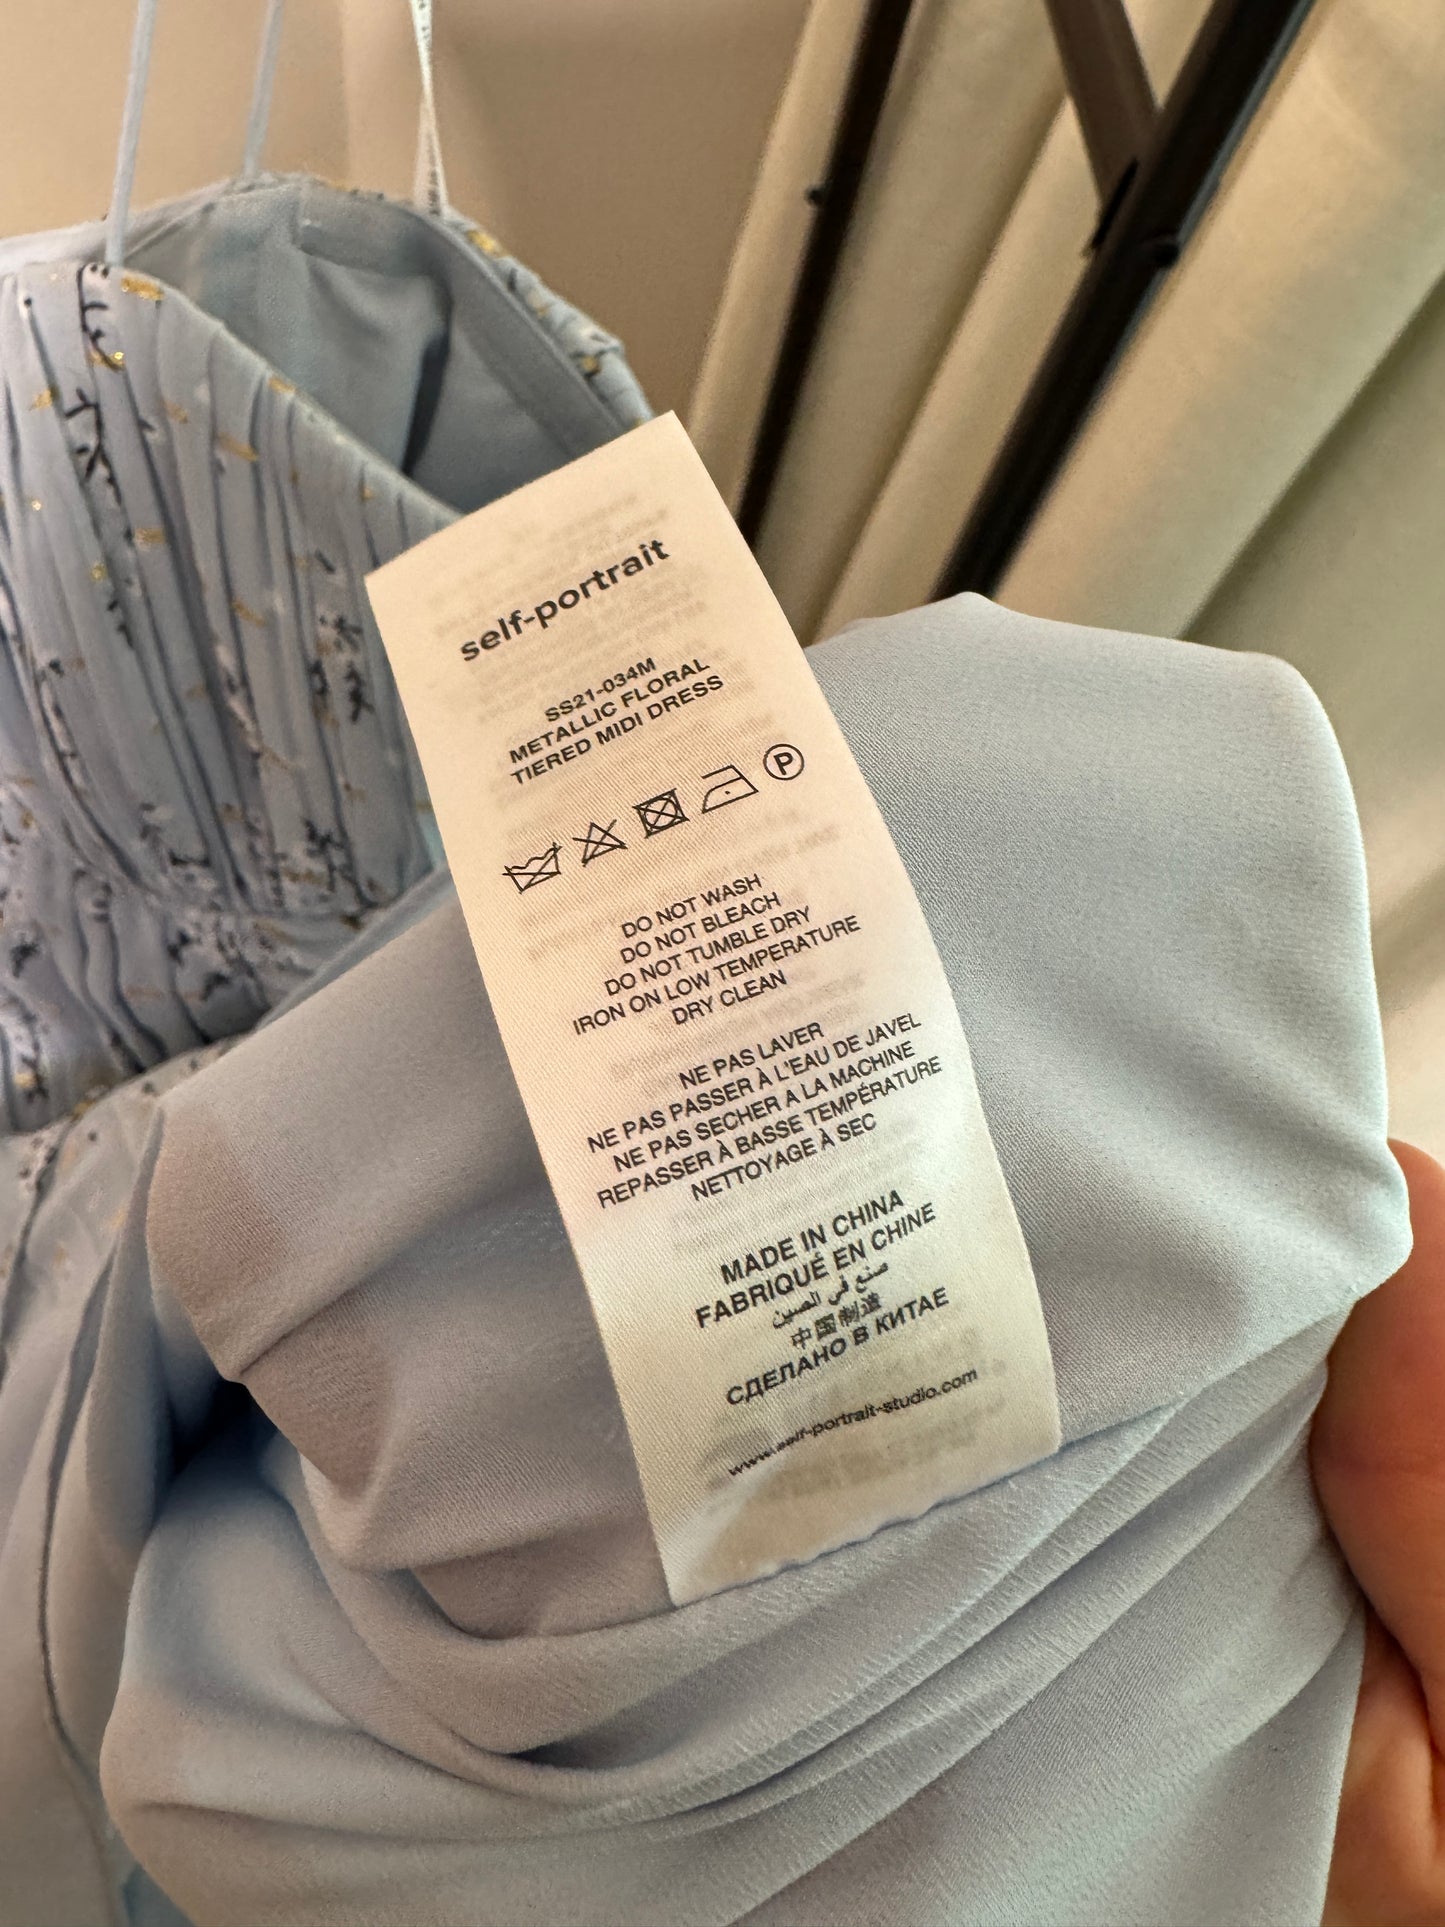 self-portrait
SS21-034M
METALLIC FLORAL
TIERED MIDI DRESS
P
DO NOT WASH
DO NOT BLEACH
DO NOT TUMBLE DRY
IRON ON LOW TEMPERATURE
DRY CLEAN
NE PAS LAVER
NE PAS PASSER À L'EAU DE JAVEL
NE PAS SECHER A LA MACHINE
REPASSER À BASSE TEMPÉRATURE
NETTOYAGE À SEC
MADE IN CHINA
FABRIQUÉ EN CHINE
صنع في الصين
中国制造
СДЕЛАНО В КИТАЕ
www.self-portrait-studio.com